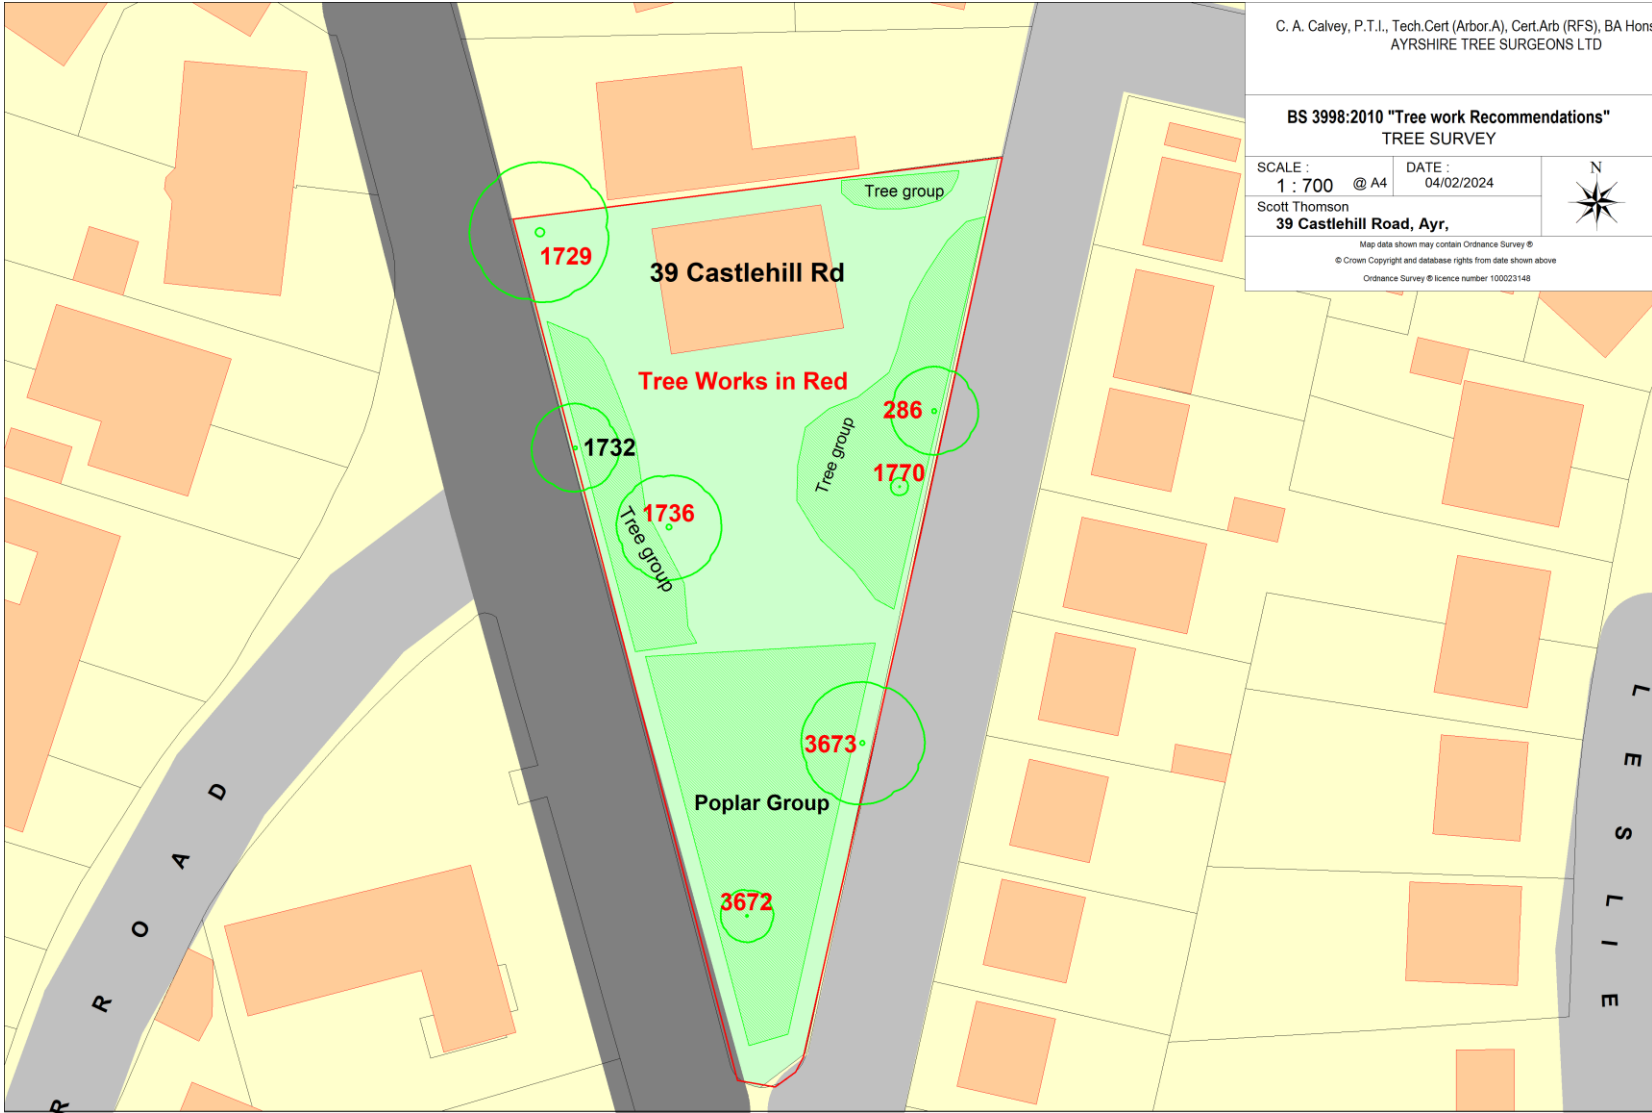 C. A. Calvey, P.T.I., Tech.Cert (Arbor.A), Cert.Arb (RFS), BA Hons
AYRSHIRE TREE SURGEONS LTD
BS 3998:2010 "Tree work Recommendations"
TREE SURVEY
SCALE :
1 : 700 @ A4
DATE :
04/02/2024
N
Scott Thomson
39 Castlehill Road, Ayr,
Map data shown may contain Ordnance Survey ®
© Crown Copyright and database rights from date shown above
Ordnance Survey ® licence number 100023148
Tree group
1729
39 Castlehill Rd
Tree Works in Red
286
1732
Tree group
1770
1736
Tree group
3673
Poplar Group
3672
R ROAD
LESLIE